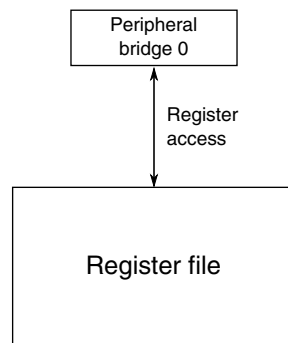 Peripheral
bridge 0
Register
access
Register file